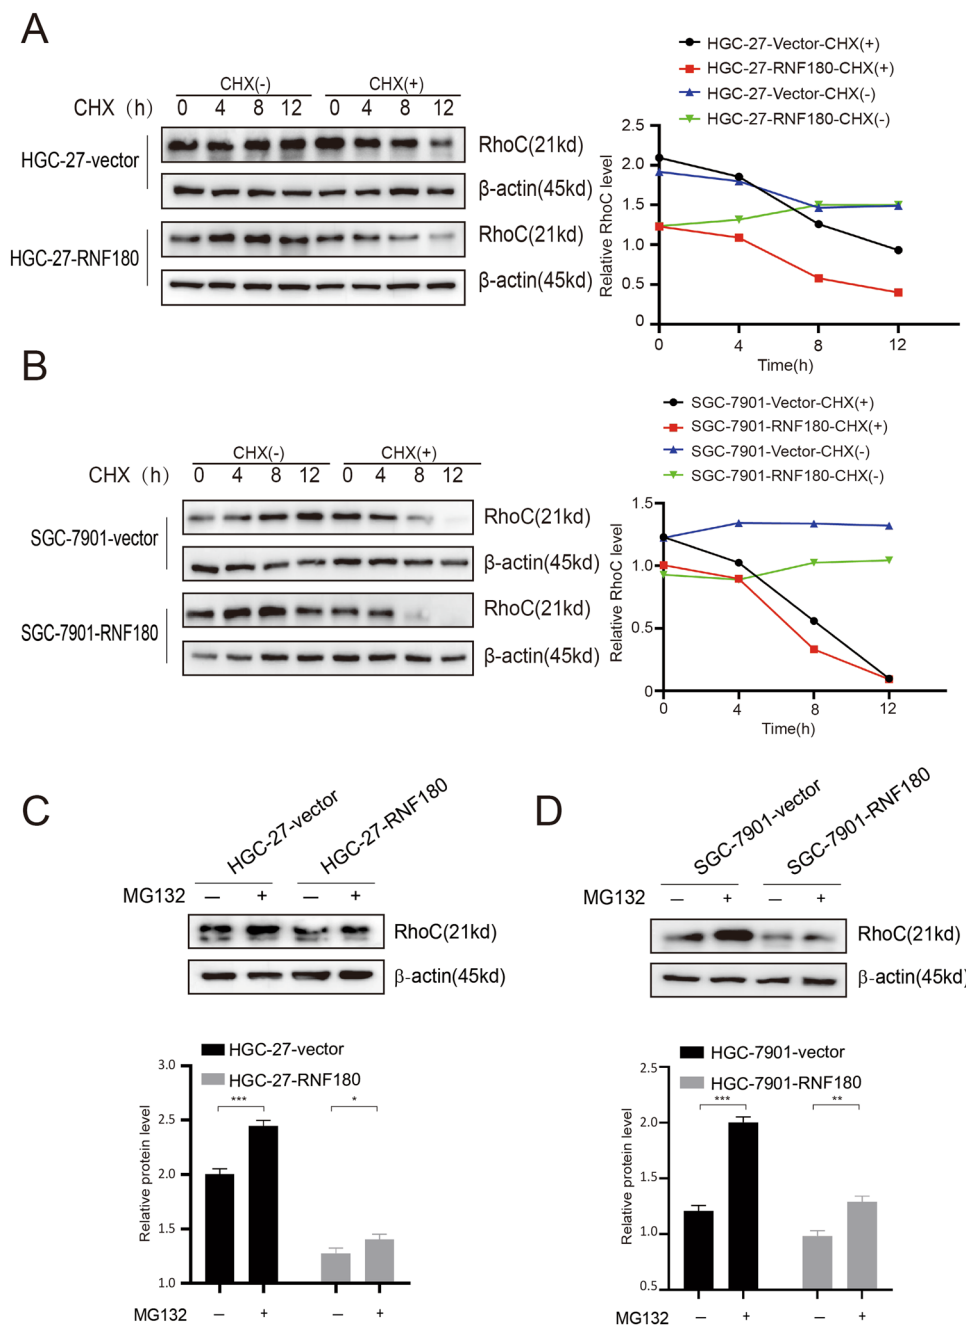 A
CHX(-) CHX(+)
CHX (h) 0 4 8 12 0 4 8 12
HGC-27-vector
RhoC(21kd)
β-actin(45kd)
HGC-27-RNF180
RhoC(21kd)
β-actin(45kd)
HGC-27-Vector-CHX(+)
HGC-27-RNF180-CHX(+)
HGC-27-Vector-CHX(-)
HGC-27-RNF180-CHX(-)
Relative RhoC level
2.5
2.0
1.5
1.0
0.5
0
0 4 8 12
Time(h)
B
CHX(-) CHX(+)
CHX (h) 0 4 8 12 0 4 8 12
SGC-7901-vector
RhoC(21kd)
β-actin(45kd)
SGC-7901-RNF180
RhoC(21kd)
β-actin(45kd)
SGC-7901-Vector-CHX(+)
SGC-7901-RNF180-CHX(+)
SGC-7901-Vector-CHX(-)
SGC-7901-RNF180-CHX(-)
Relative RhoC level
1.5
1.0
0.5
0
0 4 8 12
Time(h)
C
HGC-27-vector
HGC-27-RNF180
MG132 — + — +
RhoC(21kd)
β-actin(45kd)
HGC-27-vector
HGC-27-RNF180
Relative protein level
3.0
2.0
1.5
1.0
*** *
MG132 — + — +
D
SGC-7901-vector
SGC-7901-RNF180
MG132 — + — +
RhoC(21kd)
β-actin(45kd)
HGC-7901-vector
HGC-7901-RNF180
Relative protein level
2.5
2.0
1.5
1.0
0.5
*** **
MG132 — + — +